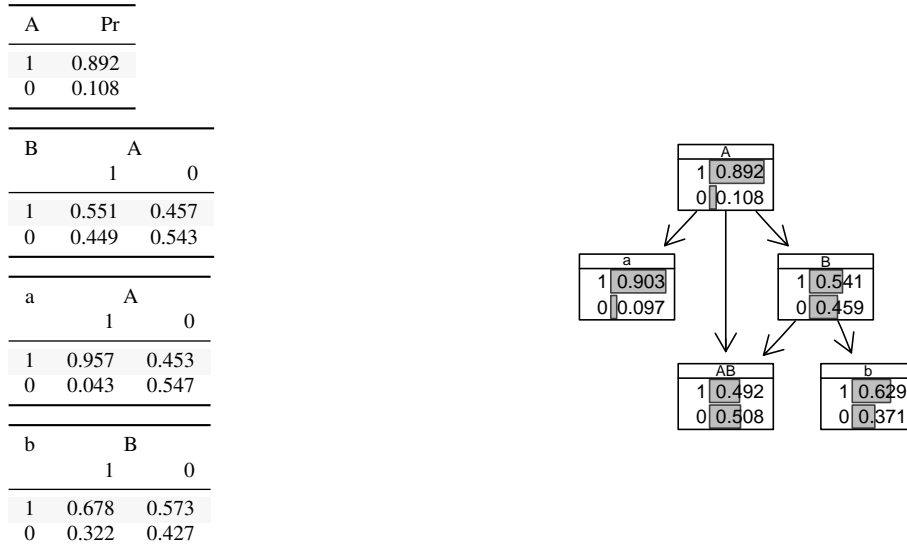 A Pr
1 0.892
0 0.108
B A
1 0
1 0.551 0.457
0 0.449 0.543
a A
1 0
1 0.957 0.453
0 0.043 0.547
b B
1 0
1 0.678 0.573
0 0.322 0.427
A
1 0.892
0 0.108
a
1 0.903
0 0.097
B
1 0.541
0 0.459
AB
1 0.492
0 0.508
b
1 0.629
0 0.371